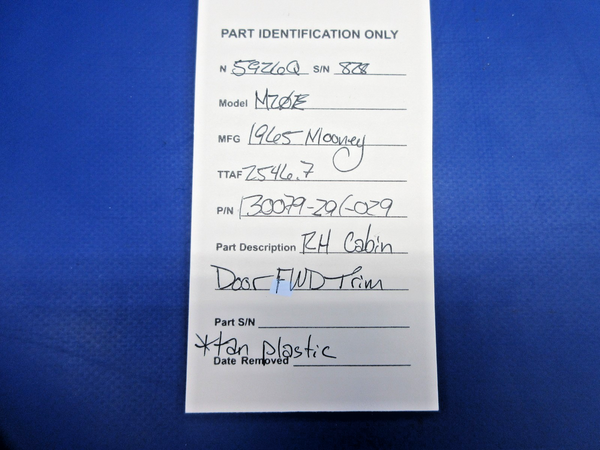 PART IDENTIFICATION ONLY
N 5926Q S/N 828
Model M20E
MFG 1965 Mooney
TTAF 2546.7
P/N 130079-291-029
Part Description RH Cabin
Door FWD Trim
Part S/N
*tan plastic
Date Removed